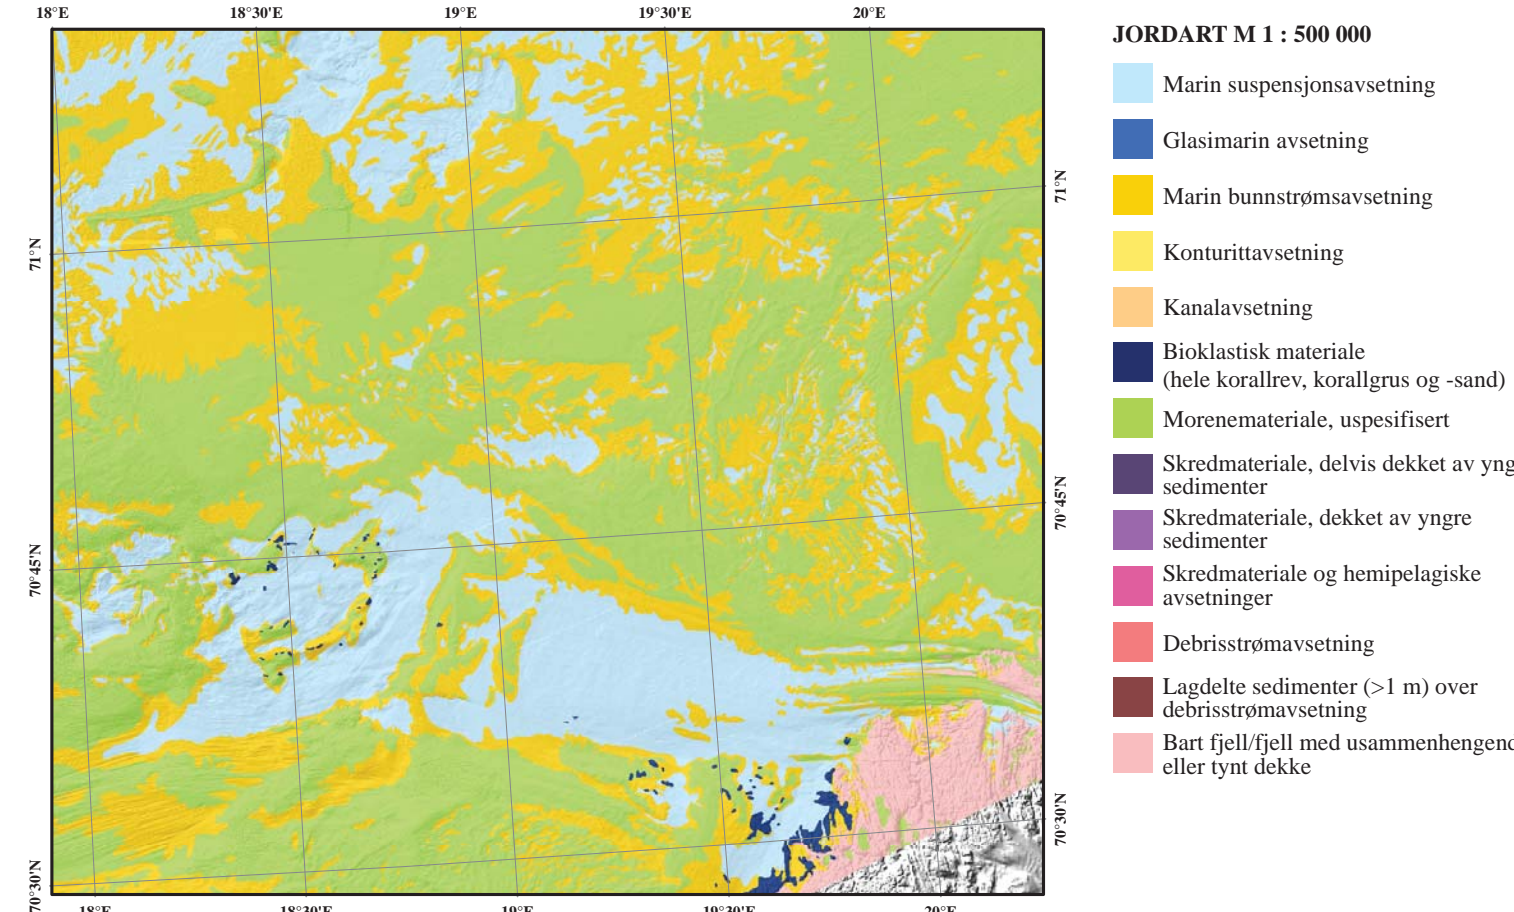 18°E 18°30'E 19°E 19°30'E 20°E
71°N
70°45'N
70°30'N
71°N
70°45'N
70°30'N
18°E 18°30'E 19°E 19°30'E 20°E
JORDART M 1 : 500 000
Marin suspensjonsavsetning
Glasimarin avsetning
Marin bunnstrømsavsetning
Konturittavsetning
Kanalavsetning
Bioklastisk materiale
(hele korallrev, korallgrus og -sand)
Morenemateriale, uspesifisert
Skredmateriale, delvis dekket av yng
sedimenter
Skredmateriale, dekket av yngre
sedimenter
Skredmateriale og hemipelagiske
avsetninger
Debrisstrømavsetning
Lagdelte sedimenter (>1 m) over
debrisstrømavsetning
Bart fjell/fjell med usammenhengend
eller tynt dekke